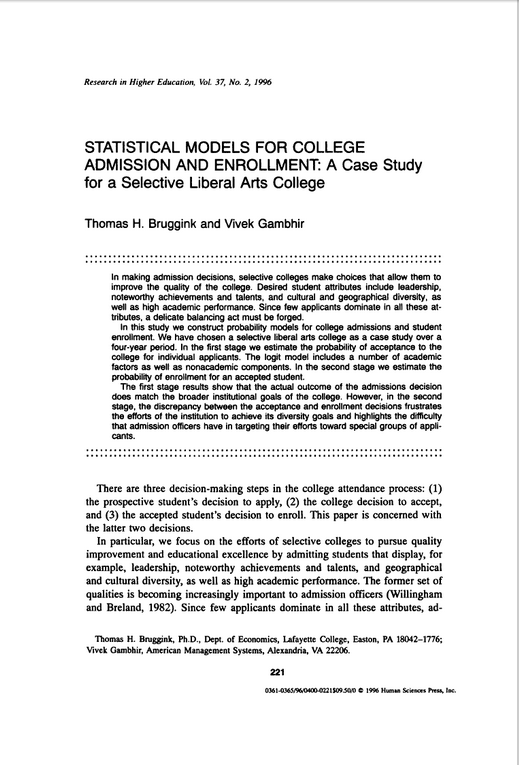 Research in Higher Education, Vol. 37, No. 2, 1996
STATISTICAL MODELS FOR COLLEGE
ADMISSION AND ENROLLMENT: A Case Study
for a Selective Liberal Arts College
Thomas H. Bruggink and Vivek Gambhir
In making admission decisions, selective colleges make choices that allow them to
improve the quality of the college. Desired student attributes include leadership,
noteworthy achievements and talents, and cultural and geographical diversity, as
well as high academic performance. Since few applicants dominate in all these at-
tributes, a delicate balancing act must be forged.
In this study we construct probability models for college admissions and student
enrollment. We have chosen a selective liberal arts college as a case study over a
four-year period. In the first stage we estimate the probability of acceptance to the
college for individual applicants. The logit model includes a number of academic
factors as well as nonacademic components. In the second stage we estimate the
probability of enrollment for an accepted student.
The first stage results show that the actual outcome of the admissions decision
does match the broader institutional goals of the college. However, in the second
stage, the discrepancy between the acceptance and enrollment decisions frustrates
the efforts of the institution to achieve its diversity goals and highlights the difficulty
that admission officers have in targeting their efforts toward special groups of appli-
cants.
There are three decision-making steps in the college attendance process: (1)
the prospective student's decision to apply, (2) the college decision to accept,
and (3) the accepted student's decision to enroll. This paper is concerned with
the latter two decisions.
In particular, we focus on the efforts of selective colleges to pursue quality
improvement and educational excellence by admitting students that display, for
example, leadership, noteworthy achievements and talents, and geographical
and cultural diversity, as well as high academic performance. The former set of
qualities is becoming increasingly important to admission officers (Willingham
and Breland, 1982). Since few applicants dominate in all these attributes, ad-
Thomas H. Bruggink, Ph.D., Dept. of Economics, Lafayette College, Easton, PA 18042–1776;
Vivek Gambhir, American Management Systems, Alexandria, VA 22206.
221
0361-0365/96/0400-0221$09.50/0 © 1996 Human Sciences Press, Inc.